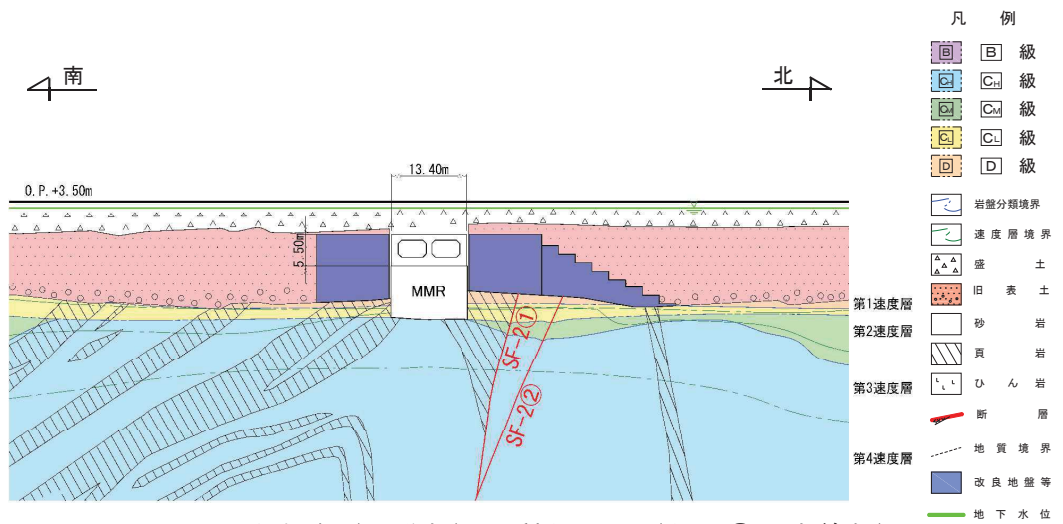 南
北
13.40m
O.P.+3.50m
5.50m
MMR
SF-2①
SF-2②
第1速度層
第2速度層
第3速度層
第4速度層
凡 例
B B 級
CH CH 級
CM CM 級
CL CL 級
D D 級
岩盤分類境界
速度層境界
盛 土
旧 表 土
砂 岩
頁 岩
ひ ん 岩
断 層
地 質 境 界
改良地盤等
地 下 水 位